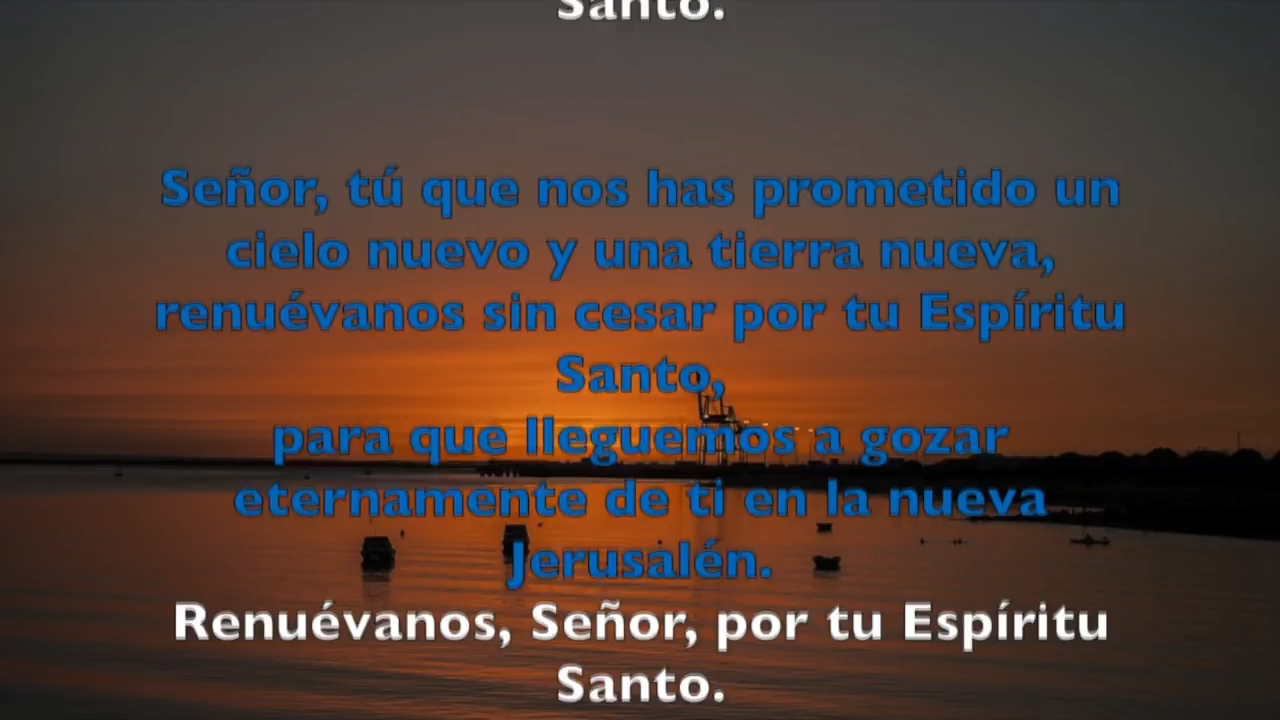 Santo.
Señor, tú que nos has prometido un
cielo nuevo y una tierra nueva,
renuévanos sin cesar por tu Espíritu
Santo,
para que lleguemos a gozar
eternamente de ti en la nueva
Jerusalén.
Renuévanos, Señor, por tu Espíritu
Santo.